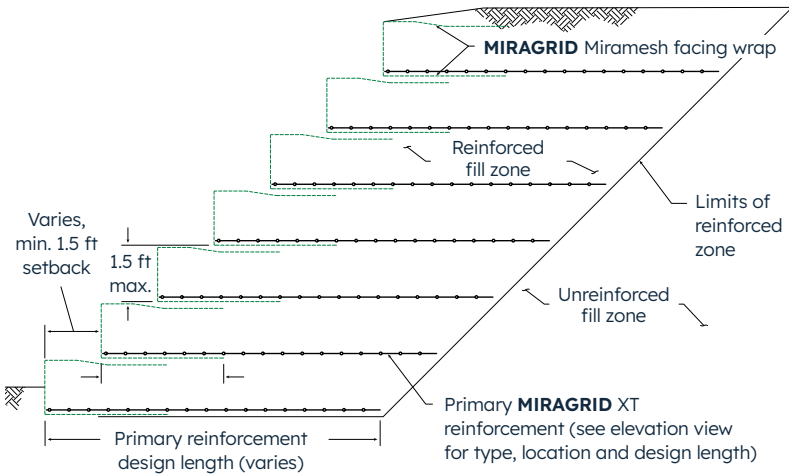 MIRAGRID Miramesh facing wrap
Reinforced
fill zone
Limits of
reinforced
zone
Varies,
min. 1.5 ft
setback
1.5 ft
max.
Unreinforced
fill zone
Primary MIRAGRID XT
reinforcement (see elevation view
for type, location and design length)
Primary reinforcement
design length (varies)